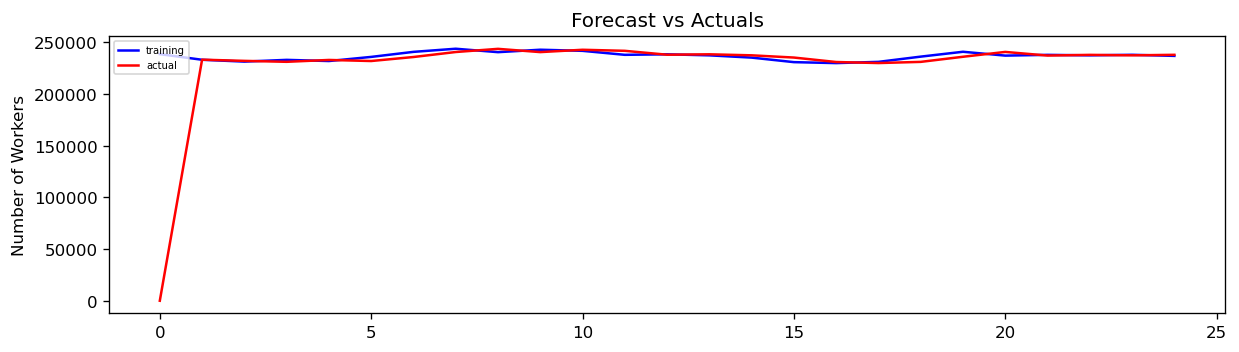 Forecast vs Actuals
training
actual
Number of Workers
250000
200000
150000
100000
50000
0
0 5 10 15 20 25